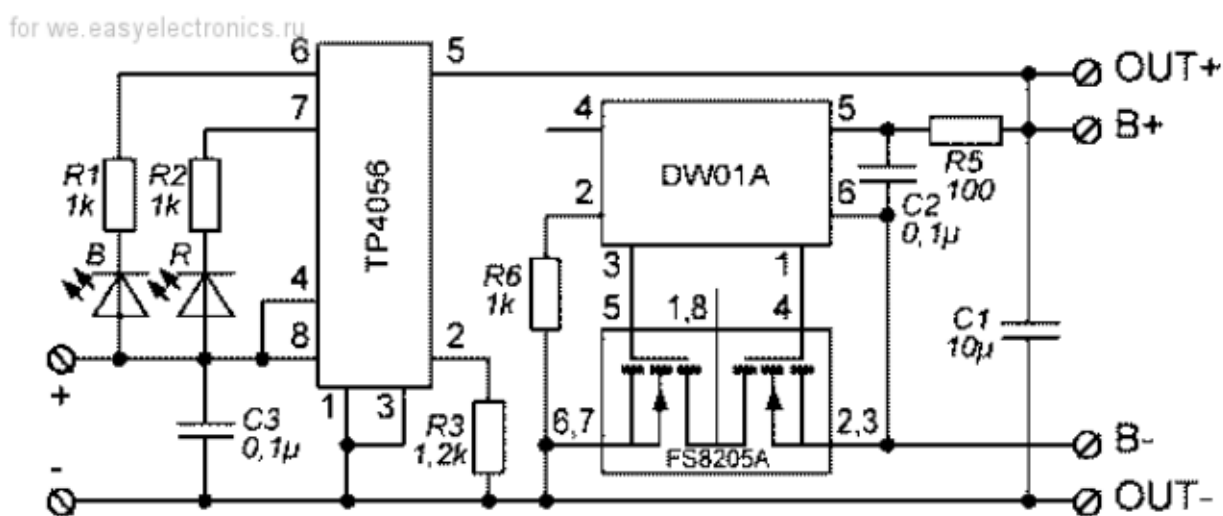 for we.easyelectronics.ru
6
5
OUT+
7
4
5
B+
R1
1k
R2
1k
TP4056
DW01A
R5
100
2
6
C2
0,1µ
B
R
R6
1k
3
1
4
5
1,8
4
C1
10µ
8
2
+
C3
0,1µ
1
3
R3
1,2k
6,7
2,3
B-
FS8205A
-
OUT-